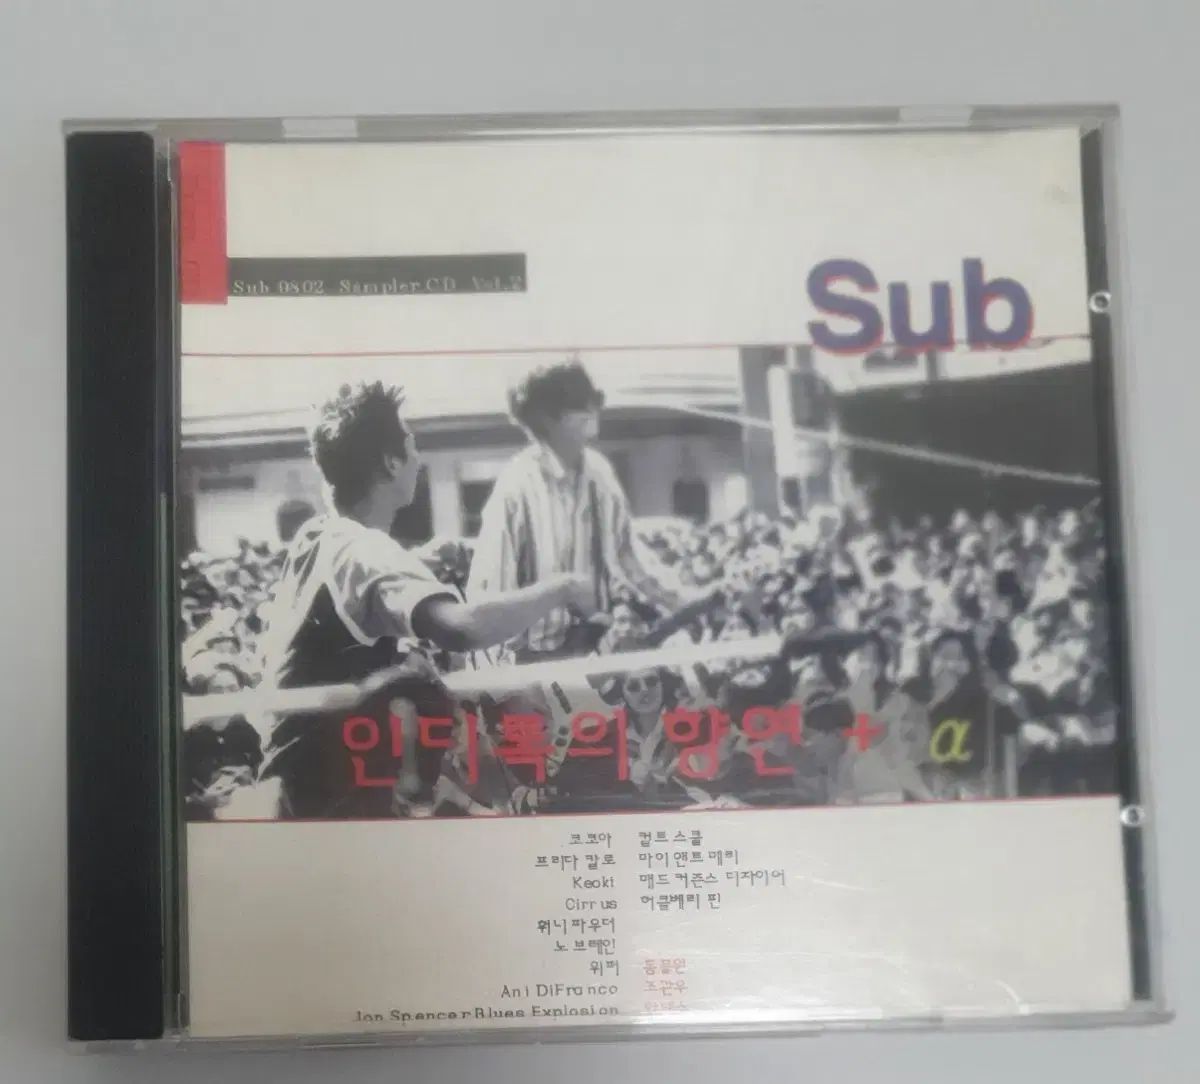 Sub 9802 Sampler CD Vol.2
Sub
인디록의 향연 + α
코코아 컬트스쿨
프리다 칼로 마이 앤트 메리
Keoki 매드 커즌스 디자이어
Cirrus 허클베리 핀
휘니파우더
노브레인
위퍼 동물원
Ani DiFranco 조관우
Jon Spencer Blues Explosion